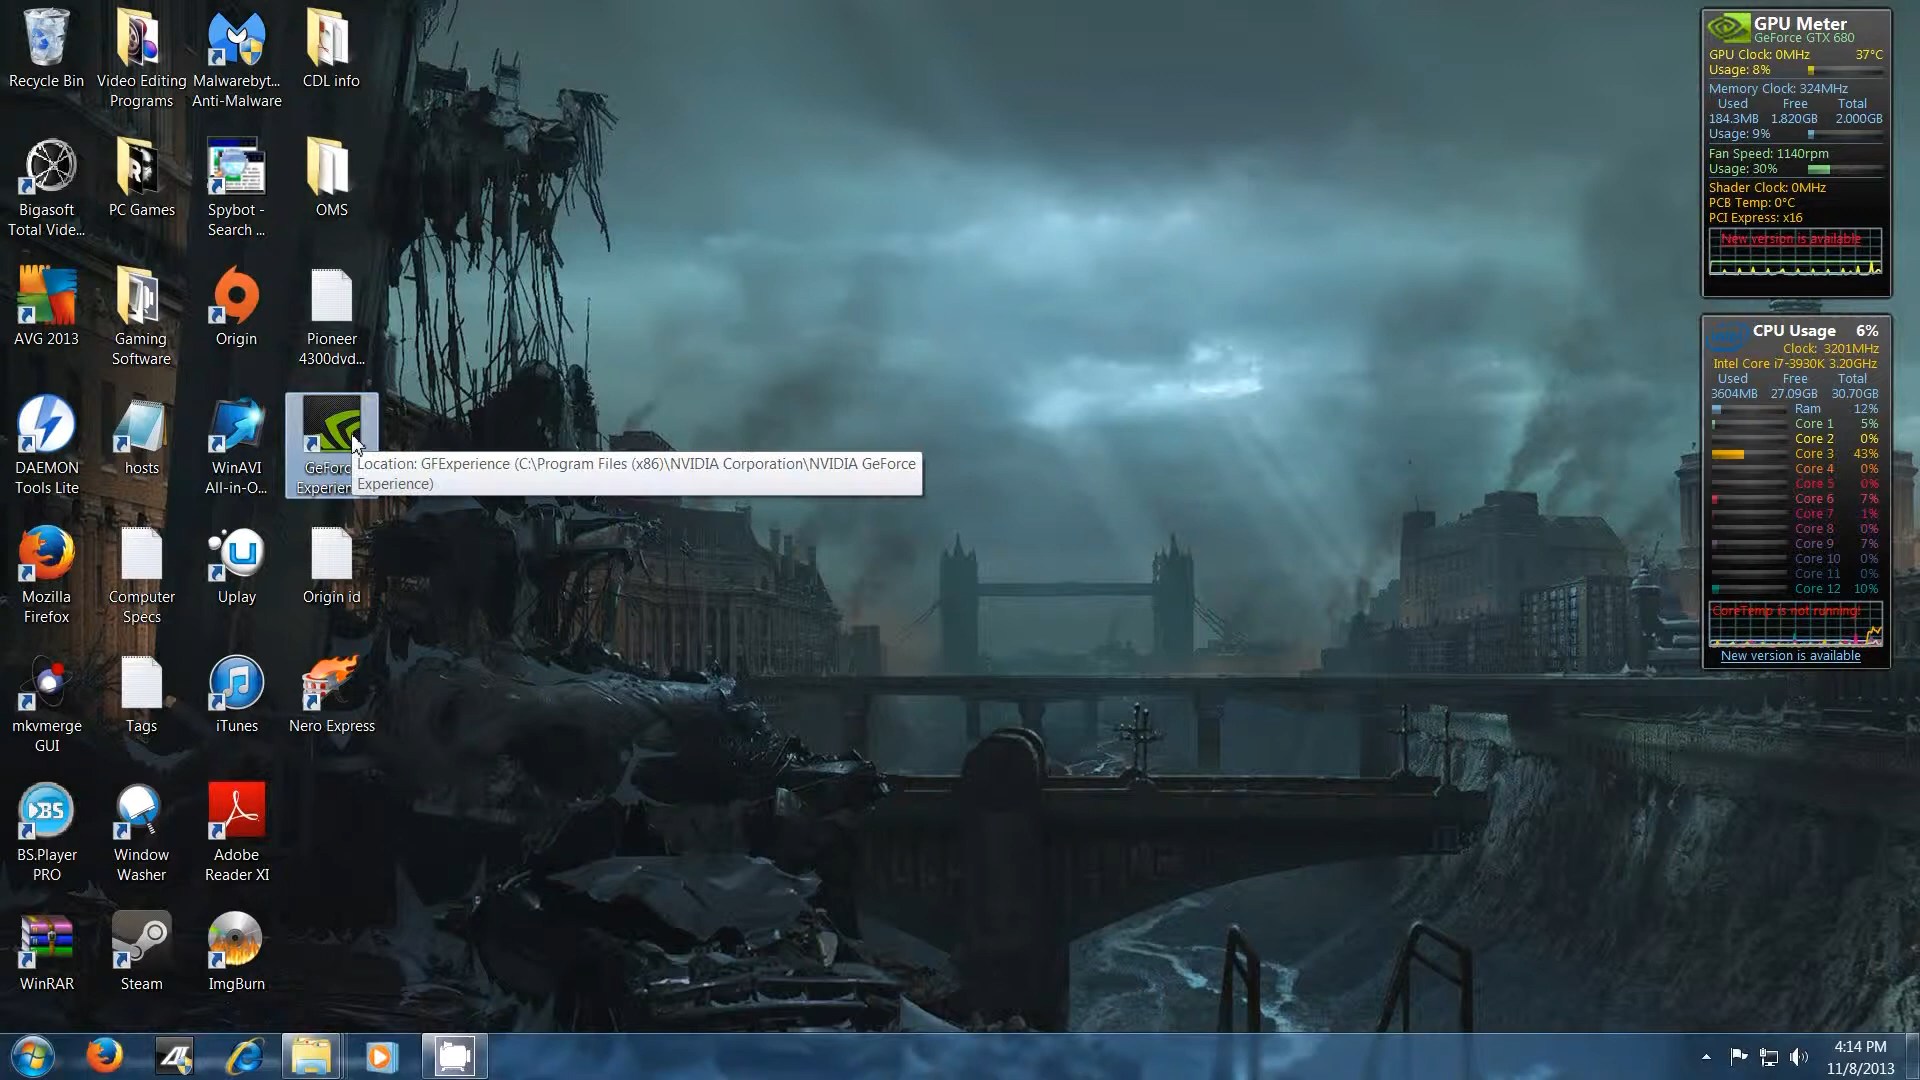 Recycle Bin
Video Editing
Programs
Malwarebyt...
Anti-Malware
CDL info
Bigasoft
Total Vide...
PC Games
Spybot -
Search ...
OMS
AVG 2013
Gaming
Software
Origin
Pioneer
4300dvd...
DAEMON
Tools Lite
hosts
WinAVI
All-in-O...
GeForc
Experien
Location: GFExperience (C:\Program Files (x86)\NVIDIA Corporation\NVIDIA GeForce
Experience)
Mozilla
Firefox
Computer
Specs
Uplay
Origin id
mkvmerge
GUI
Tags
iTunes
Nero Express
BS.Player
PRO
Window
Washer
Adobe
Reader XI
WinRAR
Steam
ImgBurn
GPU Meter
GeForce GTX 680
GPU Clock: 0MHz 37°C
Usage: 8%
Memory Clock: 324MHz
Used Free Total
184.3MB 1.820GB 2.000GB
Usage: 9%
Fan Speed: 1140rpm
Usage: 30%
Shader Clock: 0MHz
PCB Temp: 0°C
PCI Express: x16
New version is available
CPU Usage 6%
Clock: 3201MHz
Intel Core i7-3930K 3.20GHz
Used Free Total
3604MB 27.09GB 30.70GB
Ram 12%
Core 1 5%
Core 2 0%
Core 3 43%
Core 4 0%
Core 5 0%
Core 6 7%
Core 7 1%
Core 8 0%
Core 9 7%
Core 10 0%
Core 11 0%
Core 12 10%
CoreTemp is not running!
New version is available
4:14 PM
11/8/2013